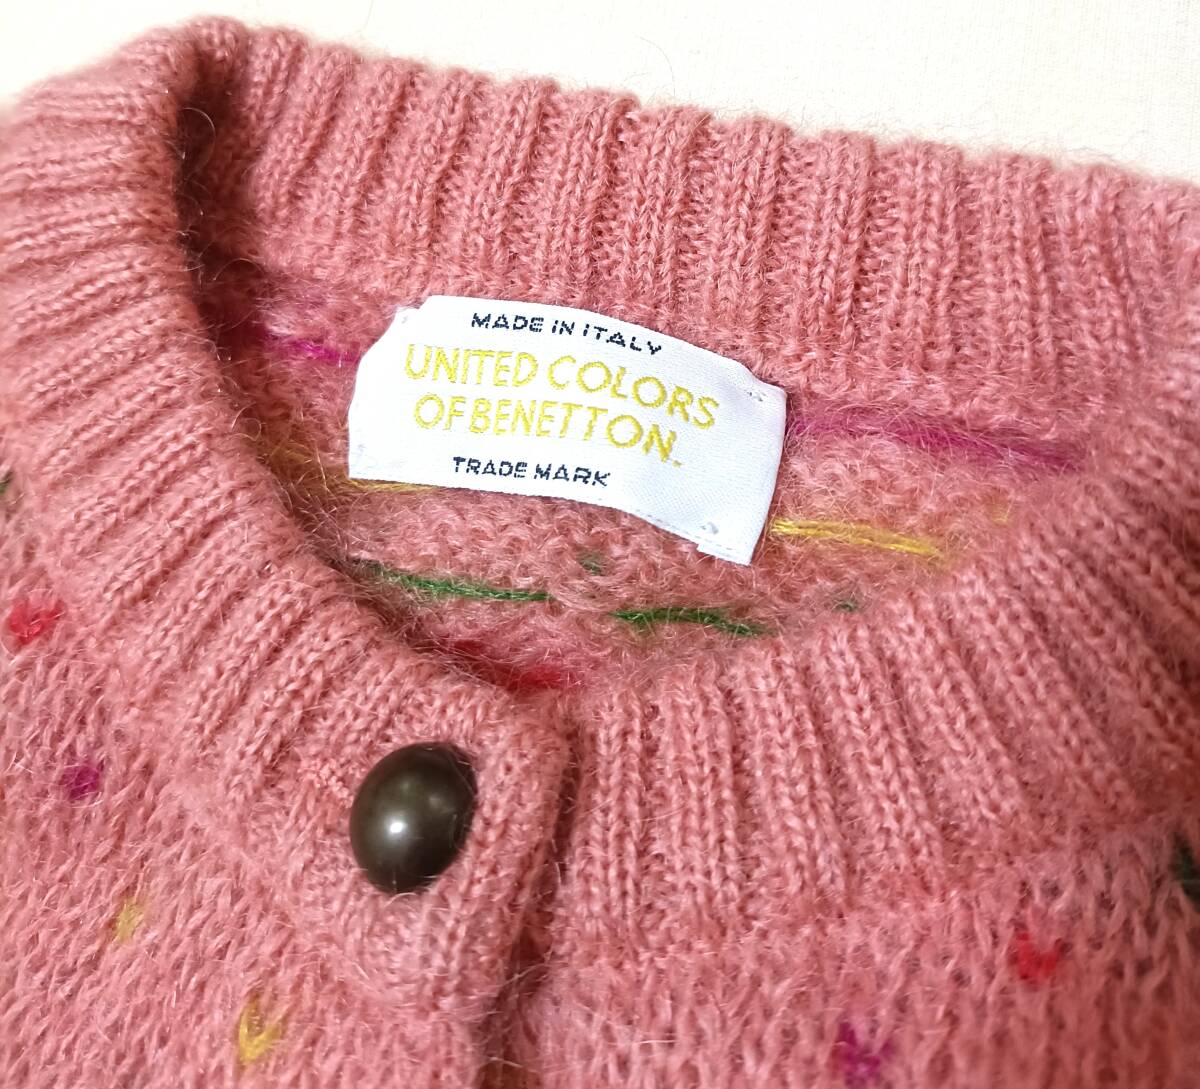 MADE IN ITALY
UNITED COLORS
OF BENETTON.
TRADE MARK